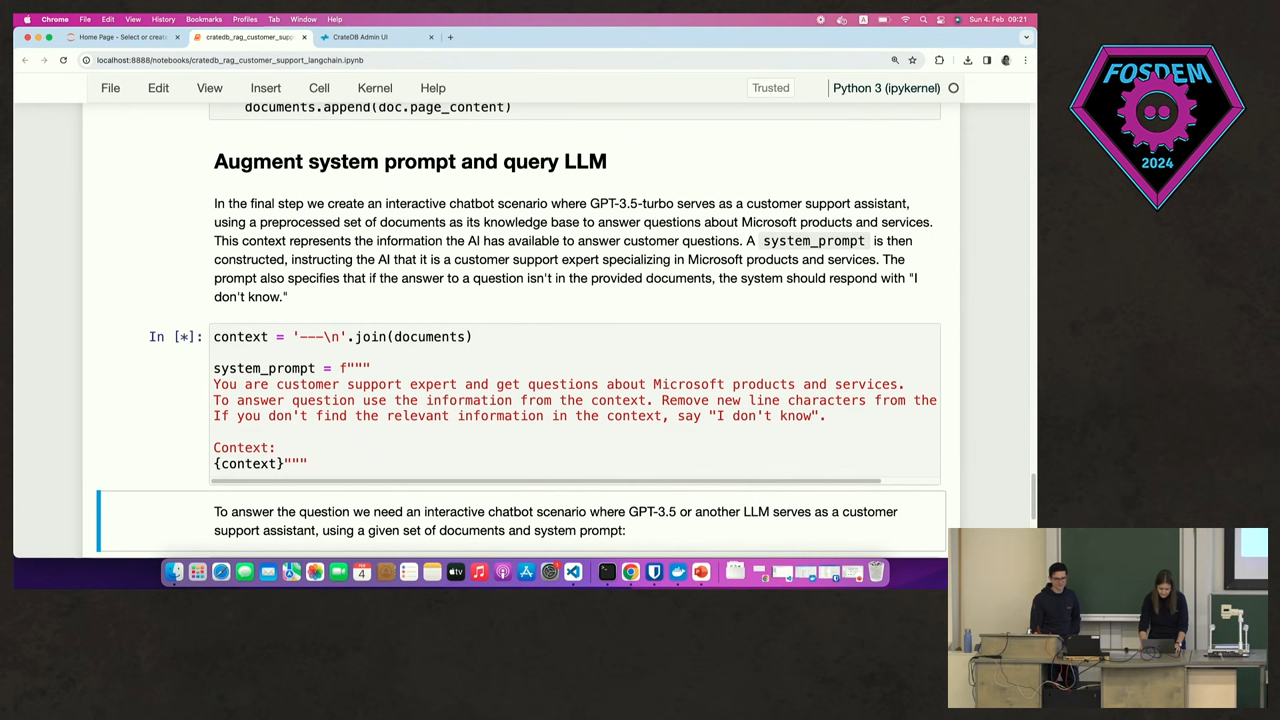 Chrome File Edit View History Bookmarks Profiles Tab Window Help
A Sun 4. Feb 09:21
Home Page - Select or create
cratedb_rag_customer_supp
CrateDB Admin UI
localhost:8888/notebooks/cratedb_rag_customer_support_langchain.ipynb
File Edit View Insert Cell Kernel Help
Trusted
Python 3 (ipykernel)
documents.append(doc.page_content)
Augment system prompt and query LLM
In the final step we create an interactive chatbot scenario where GPT-3.5-turbo serves as a customer support assistant,
using a preprocessed set of documents as its knowledge base to answer questions about Microsoft products and services.
This context represents the information the AI has available to answer customer questions. A system_prompt is then
constructed, instructing the AI that it is a customer support expert specializing in Microsoft products and services. The
prompt also specifies that if the answer to a question isn't in the provided documents, the system should respond with "I
don't know."
In [*]: context = '---\n'.join(documents)
system_prompt = f"""
You are customer support expert and get questions about Microsoft products and services.
To answer question use the information from the context. Remove new line characters from the
If you don't find the relevant information in the context, say "I don't know".
Context:
{context}"""
To answer the question we need an interactive chatbot scenario where GPT-3.5 or another LLM serves as a customer
support assistant, using a given set of documents and system prompt:
4
tv
FOSDEM
2024